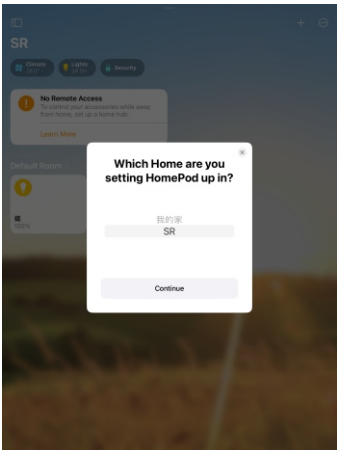 SR
Climate
Lights
Security
No Remote Access
To control your
accessories while away
from home, set up a home hub.
Learn More
Default Room
100%
Which Home are you
setting HomePod up in?
我的家
SR
Continue